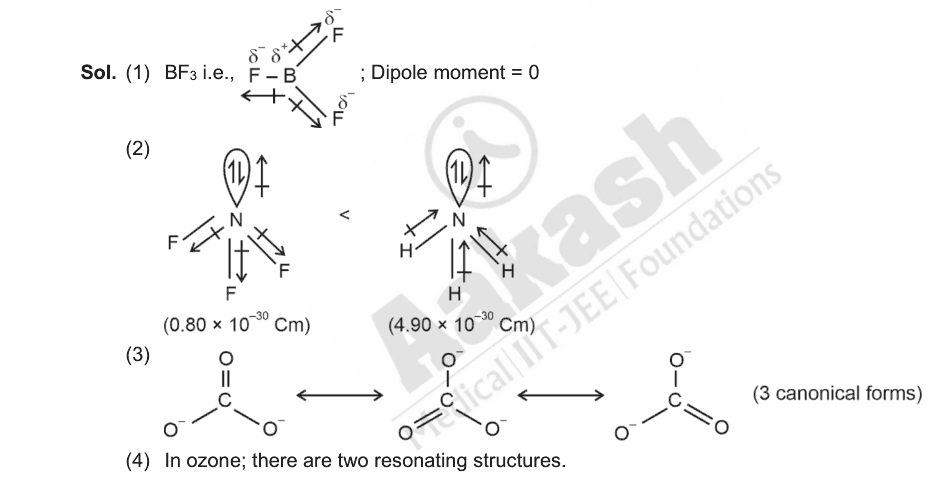 Sol. (1) BF₃ i.e., F – B F F δ⁻ δ⁺ δ⁻ δ⁻ ; Dipole moment = 0
(2)
N F F F < N H H H
(0.80 × 10⁻³⁰ Cm) (4.90 × 10⁻³⁰ Cm)
(3) O C O⁻ O⁻ ⟷ O⁻ C O O⁻ ⟷ O⁻ C O⁻ O (3 canonical forms)
(4) In ozone; there are two resonating structures.
Aakash
Medical|IIT-JEE|Foundations